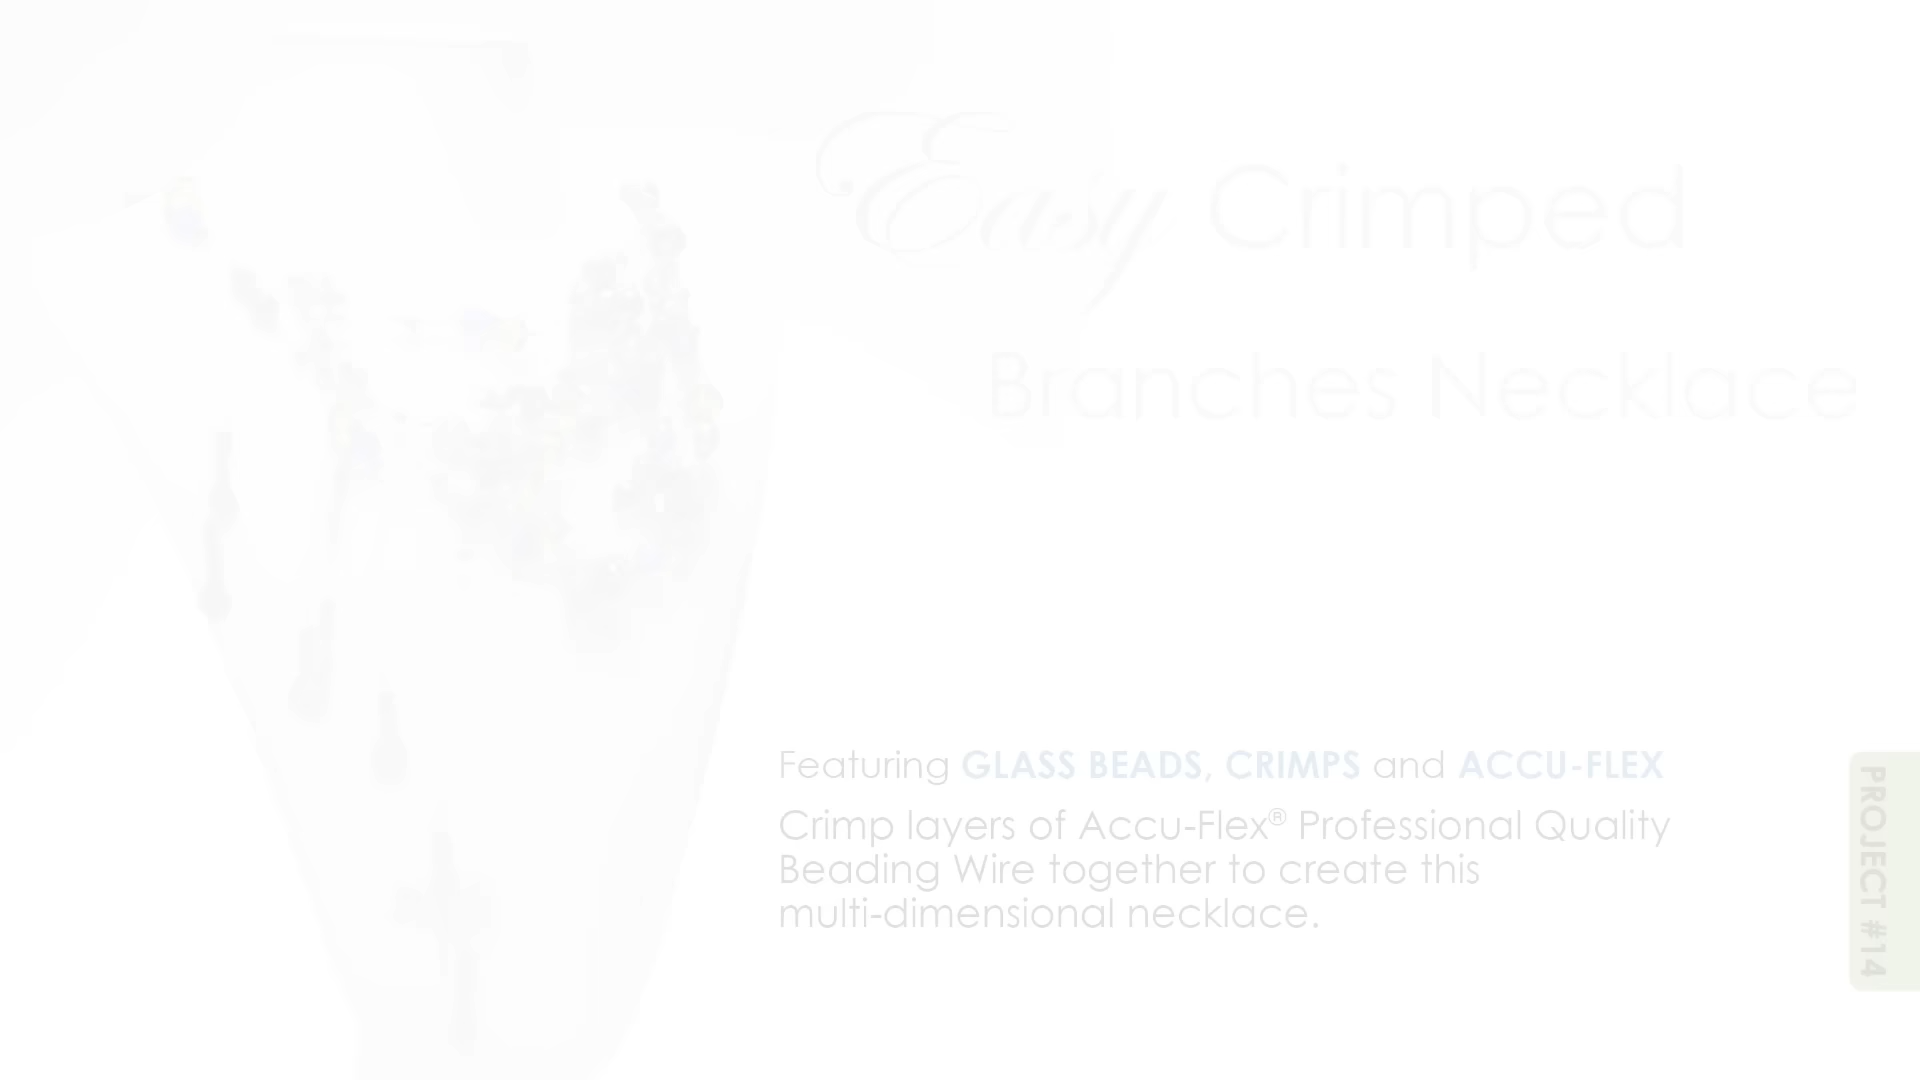 Easy Crimped
Branches Necklace
Featuring GLASS BEADS, CRIMPS and ACCU-FLEX
Crimp layers of Accu-Flex® Professional Quality
Beading Wire together to create this
multi-dimensional necklace.
PROJECT #14